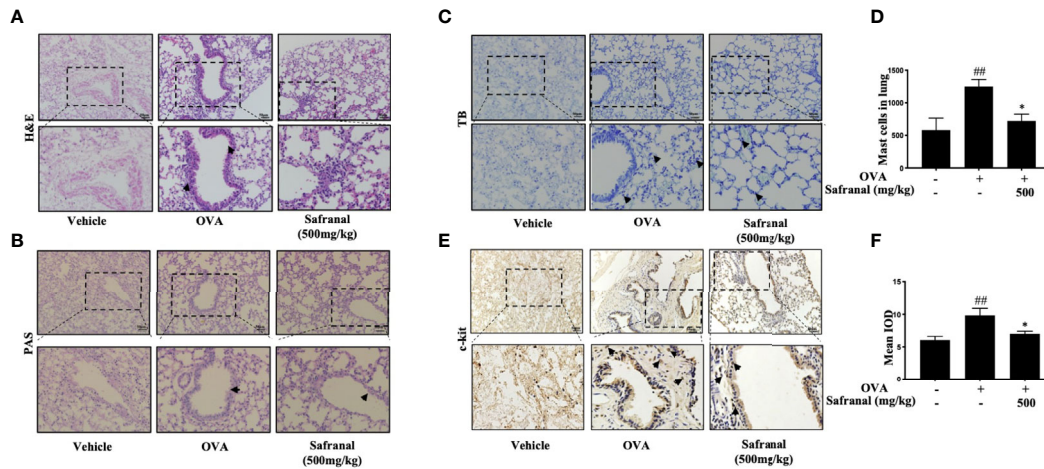 A
H&E
Vehicle
OVA
Safranal
(500mg/kg)
B
PAS
Vehicle
OVA
Safranal
(500mg/kg)
C
TB
Vehicle
OVA
Safranal
(500mg/kg)
D
Mast cells in lung
1500
1000
500
0
##
*
OVA - + +
Safranal (mg/kg) - - 500
E
c-kit
Vehicle
OVA
Safranal
(500mg/kg)
F
Mean IOD
15
10
5
0
##
*
OVA - + +
Safranal (mg/kg) - - 500